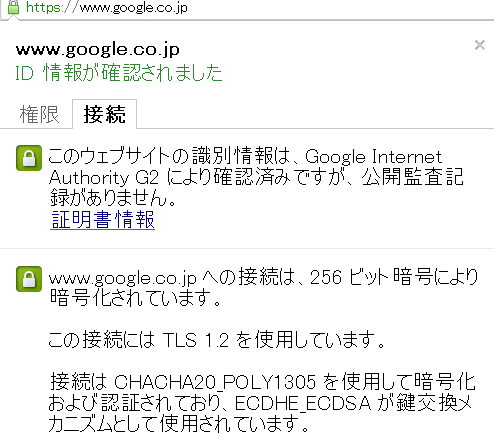 https://www.google.co.jp
www.google.co.jp
ID 情報が確認されました
権限 接続
このウェブサイトの識別情報は、Google Internet
Authority G2 により確認済みですが、公開監査記
録がありません。
証明書情報
www.google.co.jp への接続は、256 ビット暗号により
暗号化されています。
この接続には TLS 1.2 を使用しています。
接続は CHACHA20_POLY1305 を使用して暗号化
および認証されており、ECDHE_ECDSA が鍵交換メ
カニズムとして使用されています。